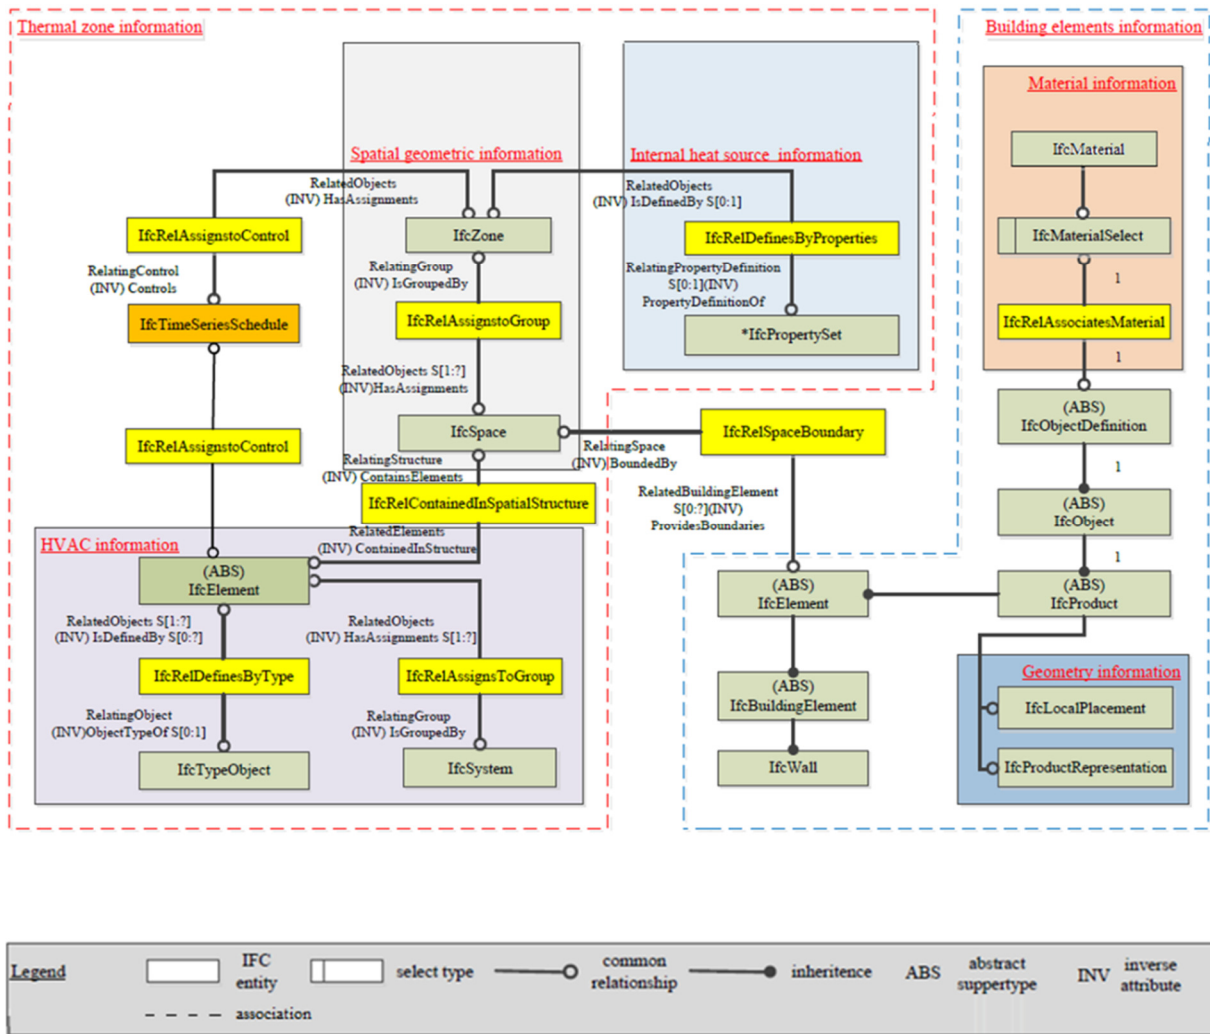 Thermal zone information
Building elements information
Material information
Spatial geometric information
Internal heat source information
IfcMaterial
RelatedObjects
(INV) HasAssignments
RelatedObjects
(INV) IsDefinedBy S[0:1]
IfcRelAssignstoControl
IfcZone
IfcRelDefinesByProperties
IfcMaterialSelect
RelatingControl
(INV) Controls
RelatingGroup
(INV) IsGroupedBy
RelatingPropertyDefinition
S[0:1](INV)
PropertyDefinitionOf
1
IfcTimeSeriesSchedule
IfcRelAssignstoGroup
*IfcPropertySet
IfcRelAssociatesMaterial
1
RelatedObjects S[1:?]
(INV)HasAssignments
(ABS)
IfcObjectDefinition
IfcRelAssignstoControl
IfcSpace
IfcRelSpaceBoundary
RelatingSpace
(INV) BoundedBy
RelatingStructure
(INV) ContainsElements
1
IfcRelContainedInSpatialStructure
RelatedBuildingElement
S[0:?](INV)
ProvidesBoundaries
(ABS)
IfcObject
HVAC information
RelatedElements
(INV) ContainedInStructure
1
(ABS)
IfcElement
(ABS)
IfcElement
(ABS)
IfcProduct
RelatedObjects S[1:?]
(INV) IsDefinedBy S[0:?]
RelatedObjects
(INV) HasAssignments S[1:?]
IfcRelDefinesByType
IfcRelAssignsToGroup
(ABS)
IfcBuildingElement
Geometry information
IfcLocalPlacement
RelatingObject
(INV)ObjectTypeOf S[0:1]
RelatingGroup
(INV) IsGroupedBy
IfcTypeObject
IfcSystem
IfcWall
IfcProductRepresentation
Legend
IFC
entity
select type
common
relationship
inheritence
ABS
abstract
suppertype
INV
inverse
attribute
association